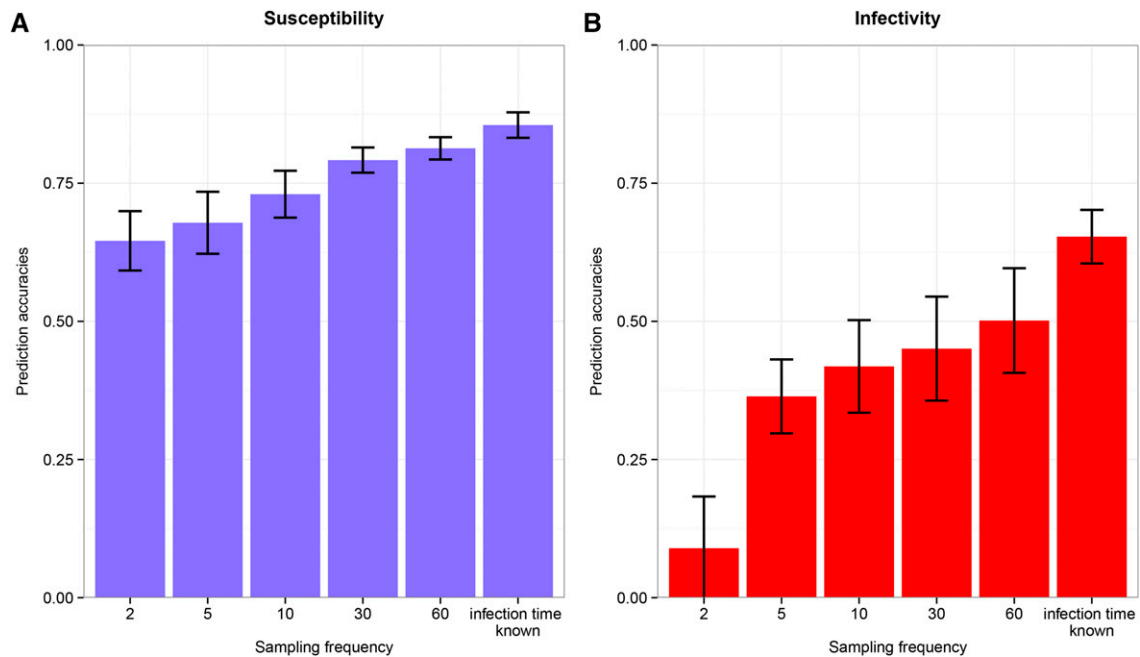 A
Susceptibility
1.00
0.75
0.50
0.25
0.00
Prediction accuracies
2
5
10
30
60
infection time
known
Sampling frequency
B
Infectivity
1.00
0.75
0.50
0.25
0.00
Prediction accuracies
2
5
10
30
60
infection time
known
Sampling frequency